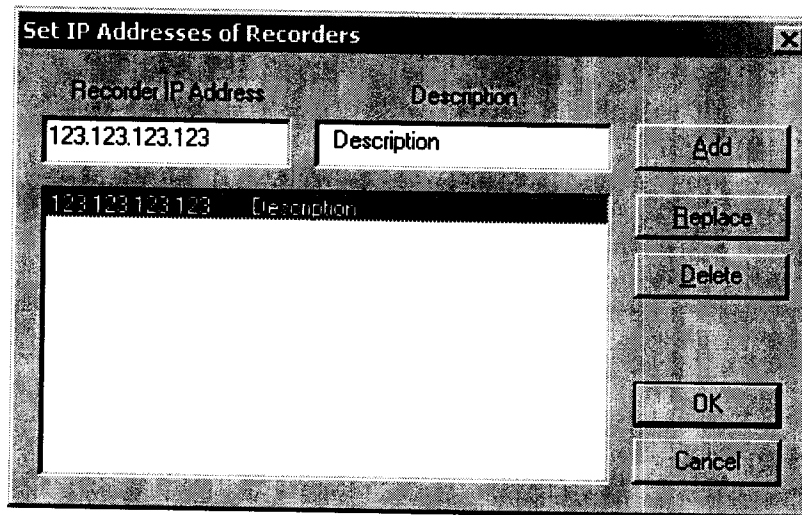 Set IP Addresses of Recorders
Recorder IP Address
Description
123.123.123.123
Description
Add
123.123.123.123 Description
Replace
Delete
OK
Cancel